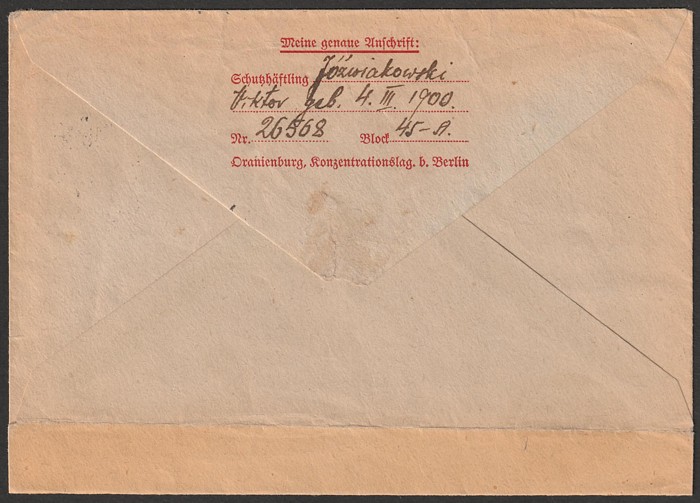 Meine genaue Anschrift:
Schutzhäftling Jóźwiakowski
Viktor geb. 4. III. 1900.
Nr. 26568 Block 45-A.
Oranienburg, Konzentrationslag. b. Berlin